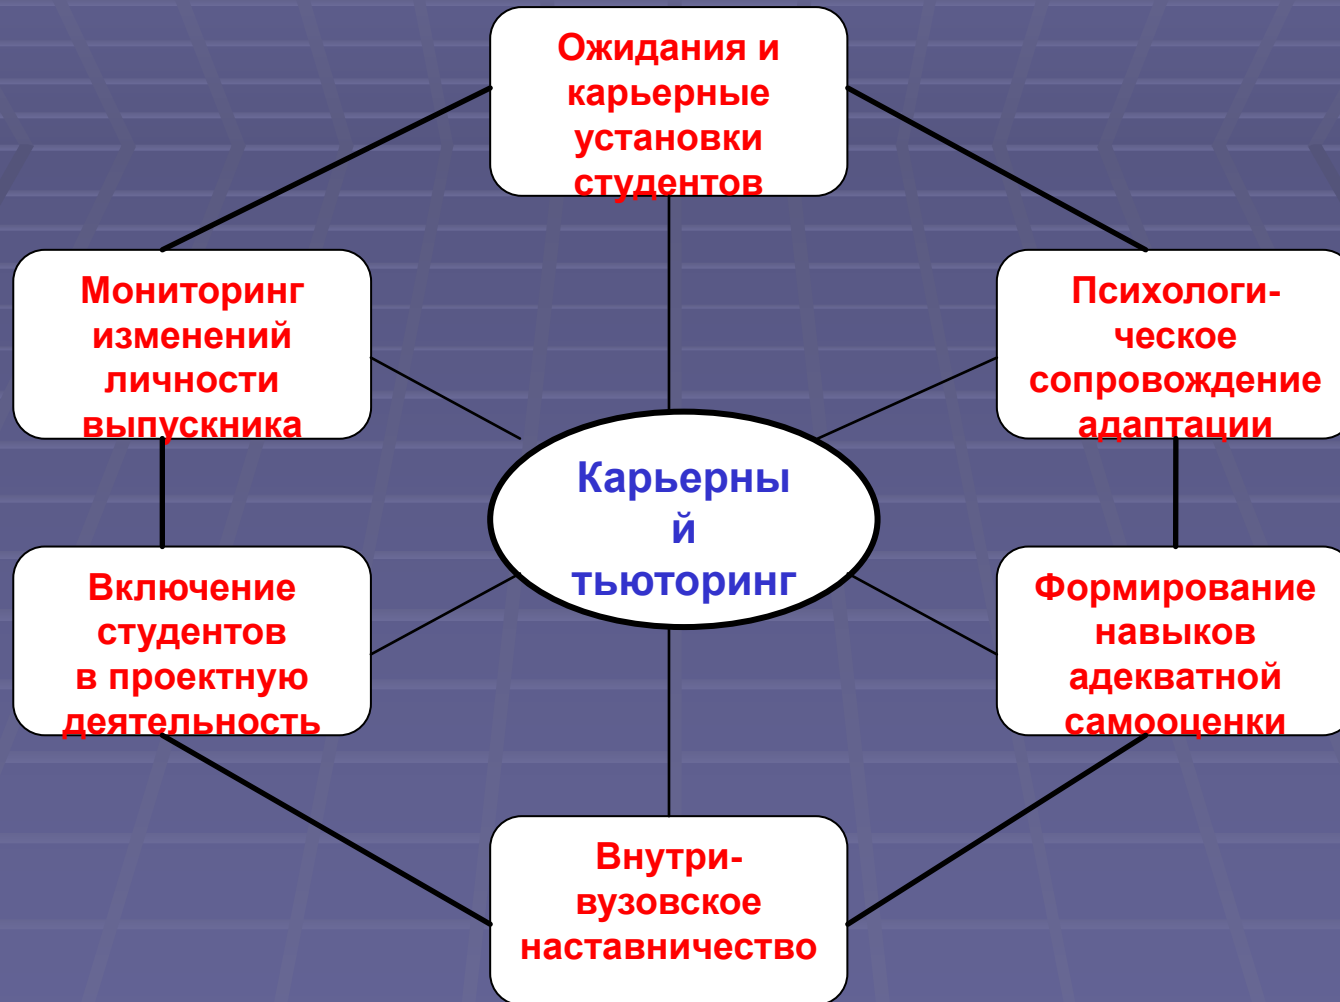 Ожидания и
карьерные
установки
студентов
Мониторинг
изменений
личности
выпускника
Психологи-
ческое
сопровождение
адаптации
Карьерны
й
тьюторинг
Включение
студентов
в проектную
деятельность
Формирование
навыков
адекватной
самооценки
Внутри-
вузовское
наставничество